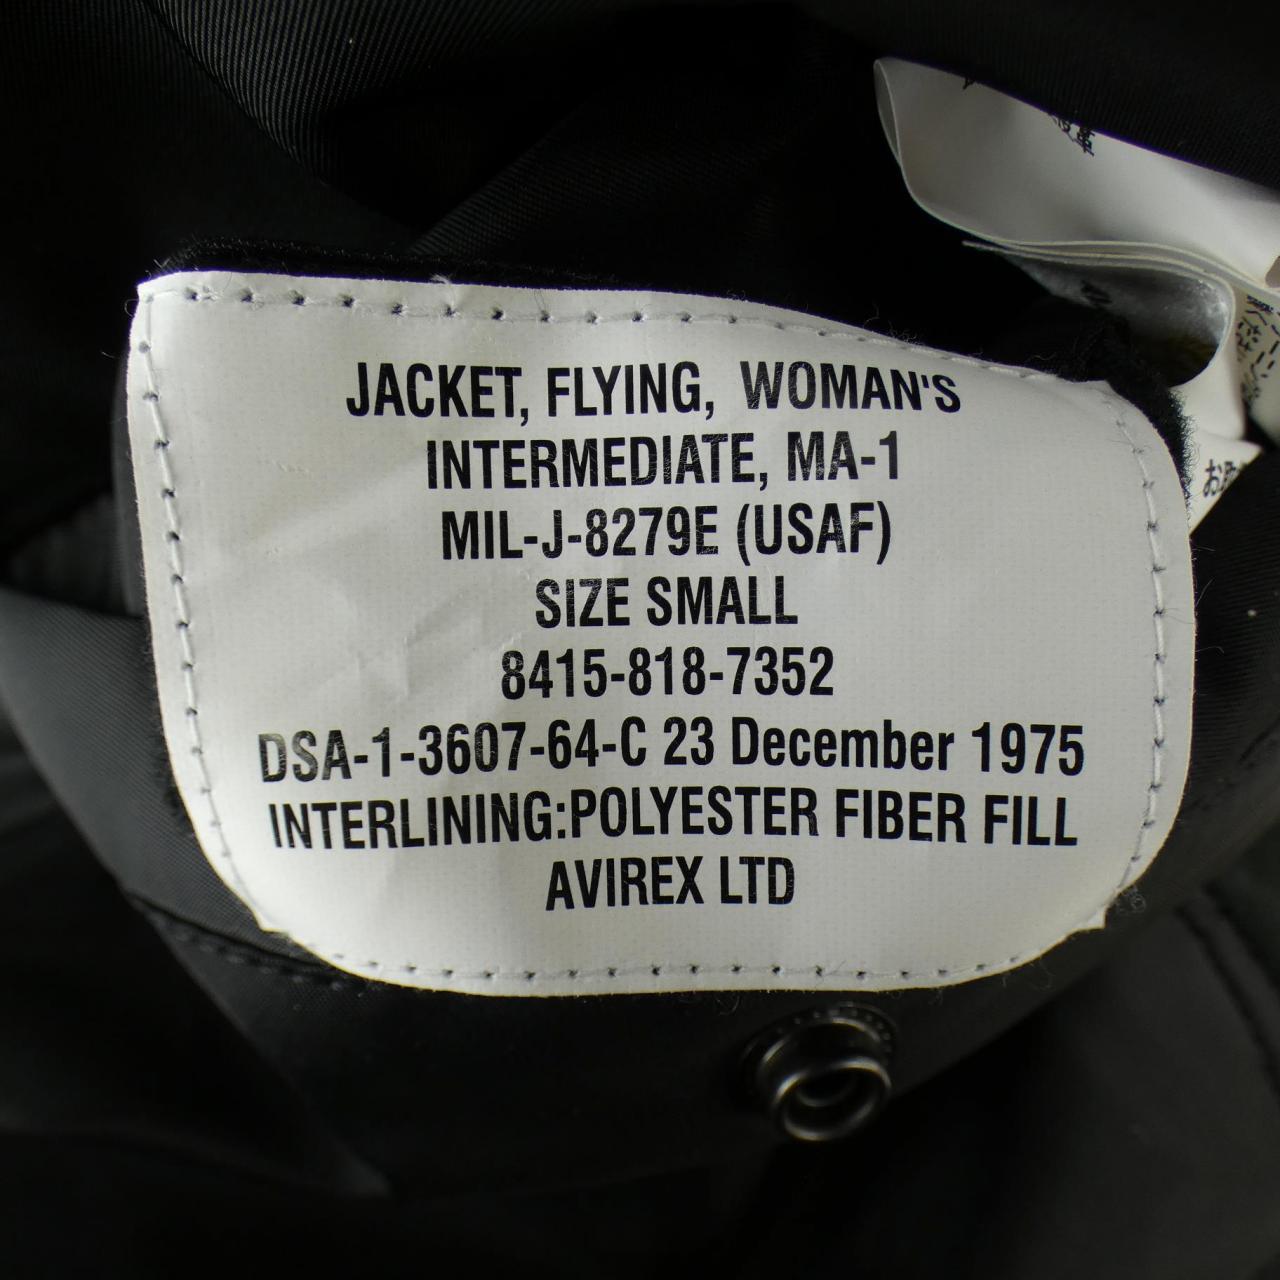 JACKET, FLYING, WOMAN'S
INTERMEDIATE, MA-1
MIL-J-8279E (USAF)
SIZE SMALL
8415-818-7352
DSA-1-3607-64-C 23 December 1975
INTERLINING:POLYESTER FIBER FILL
AVIREX LTD